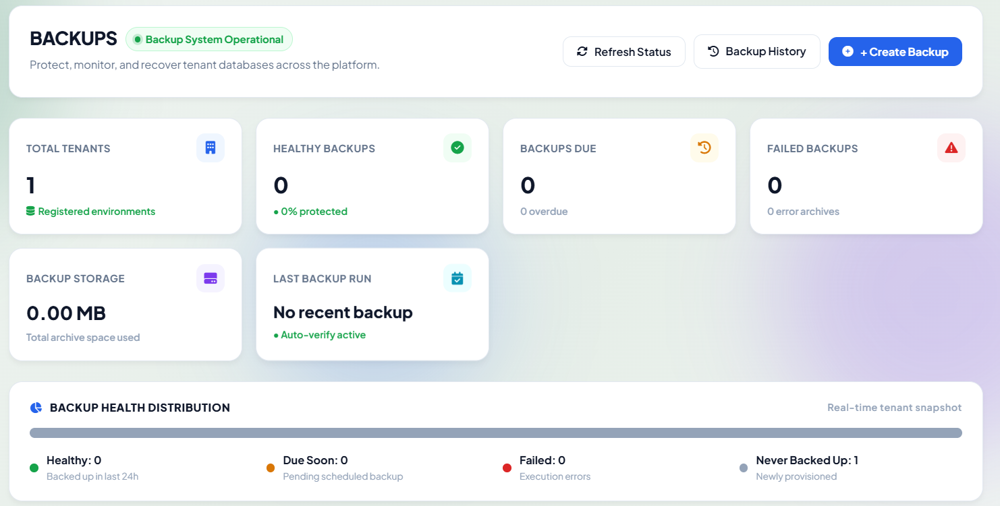 BACKUPS
Backup System Operational
Protect, monitor, and recover tenant databases across the platform.
Refresh Status
Backup History
+ Create Backup
TOTAL TENANTS
1
Registered environments
HEALTHY BACKUPS
0
• 0% protected
BACKUPS DUE
0
0 overdue
FAILED BACKUPS
0
0 error archives
BACKUP STORAGE
0.00 MB
Total archive space used
LAST BACKUP RUN
No recent backup
• Auto-verify active
BACKUP HEALTH DISTRIBUTION
Real-time tenant snapshot
Healthy: 0
Backed up in last 24h
Due Soon: 0
Pending scheduled backup
Failed: 0
Execution errors
Never Backed Up: 1
Newly provisioned